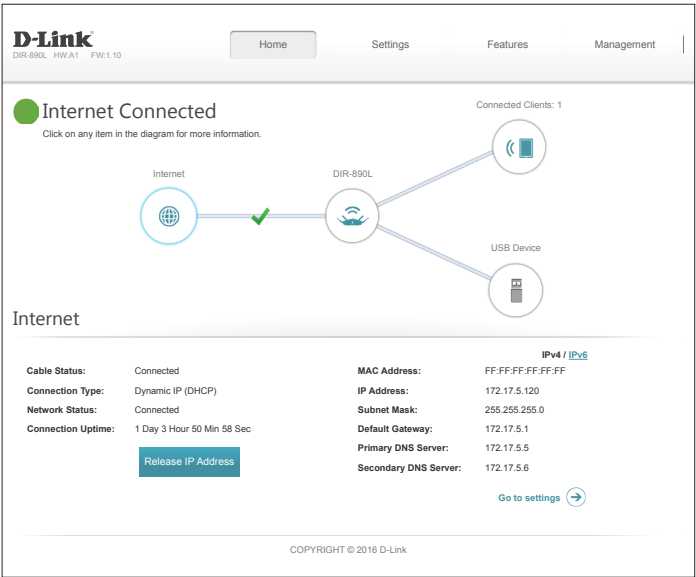 D-Link
DIR-890L HW:A1 FW:1.10
Home Settings Features Management
Internet Connected
Click on any item in the diagram for more information.
Connected Clients: 1
Internet
DIR-890L
USB Device
Internet
IPv4 / IPv6
Cable Status: Connected
MAC Address: FF:FF:FF:FF:FF:FF
Connection Type: Dynamic IP (DHCP)
IP Address: 172.17.5.120
Network Status: Connected
Subnet Mask: 255.255.255.0
Connection Uptime: 1 Day 3 Hour 50 Min 58 Sec
Default Gateway: 172.17.5.1
Primary DNS Server: 172.17.5.5
Release IP Address
Secondary DNS Server: 172.17.5.6
Go to settings
COPYRIGHT © 2016 D-Link